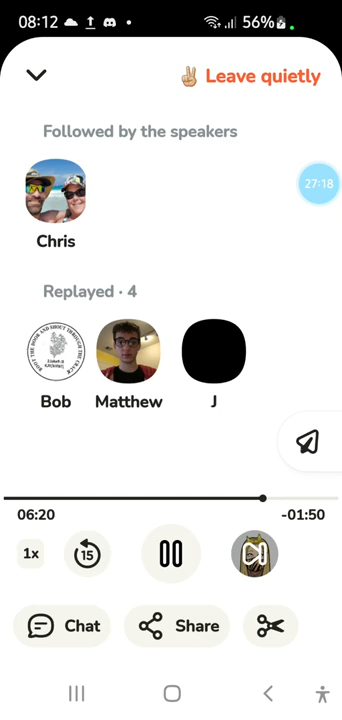 08:12 56%
Leave quietly
Followed by the speakers
27:18
Chris
Replayed · 4
Bob Matthew J
06:20 -01:50
1x 15
Chat Share